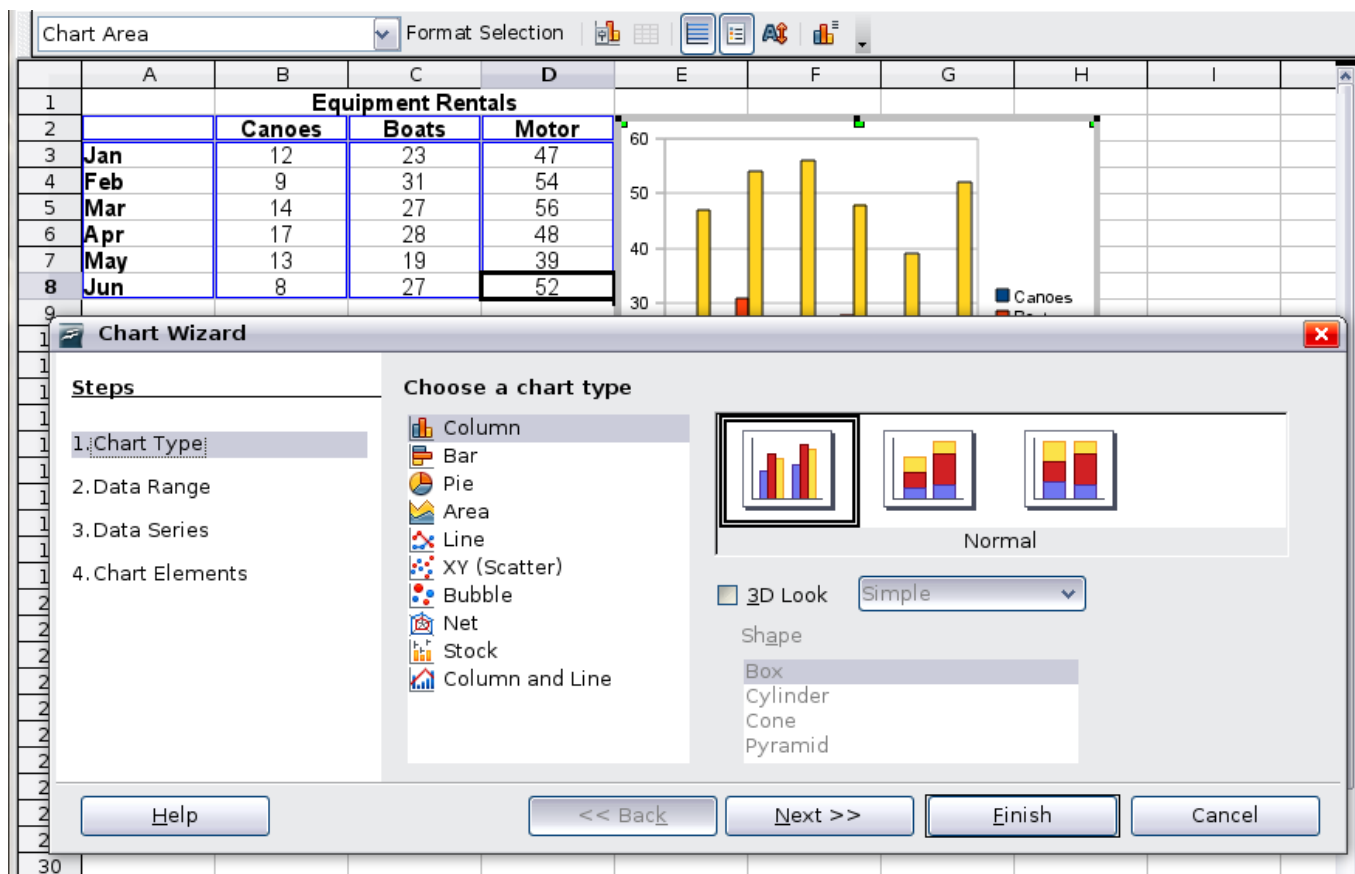 Chart Area Format Selection
A B C D E F G H I
1 Equipment Rentals
2 Canoes Boats Motor
3 Jan 12 23 47
4 Feb 9 31 54
5 Mar 14 27 56
6 Apr 17 28 48
7 May 13 19 39
8 Jun 8 27 52
9
60
50
40
30
Canoes
Chart Wizard
Steps
1.Chart Type
2.Data Range
3.Data Series
4.Chart Elements
Choose a chart type
Column
Bar
Pie
Area
Line
XY (Scatter)
Bubble
Net
Stock
Column and Line
Normal
3D Look Simple
Shape
Box
Cylinder
Cone
Pyramid
Help << Back Next >> Finish Cancel
30